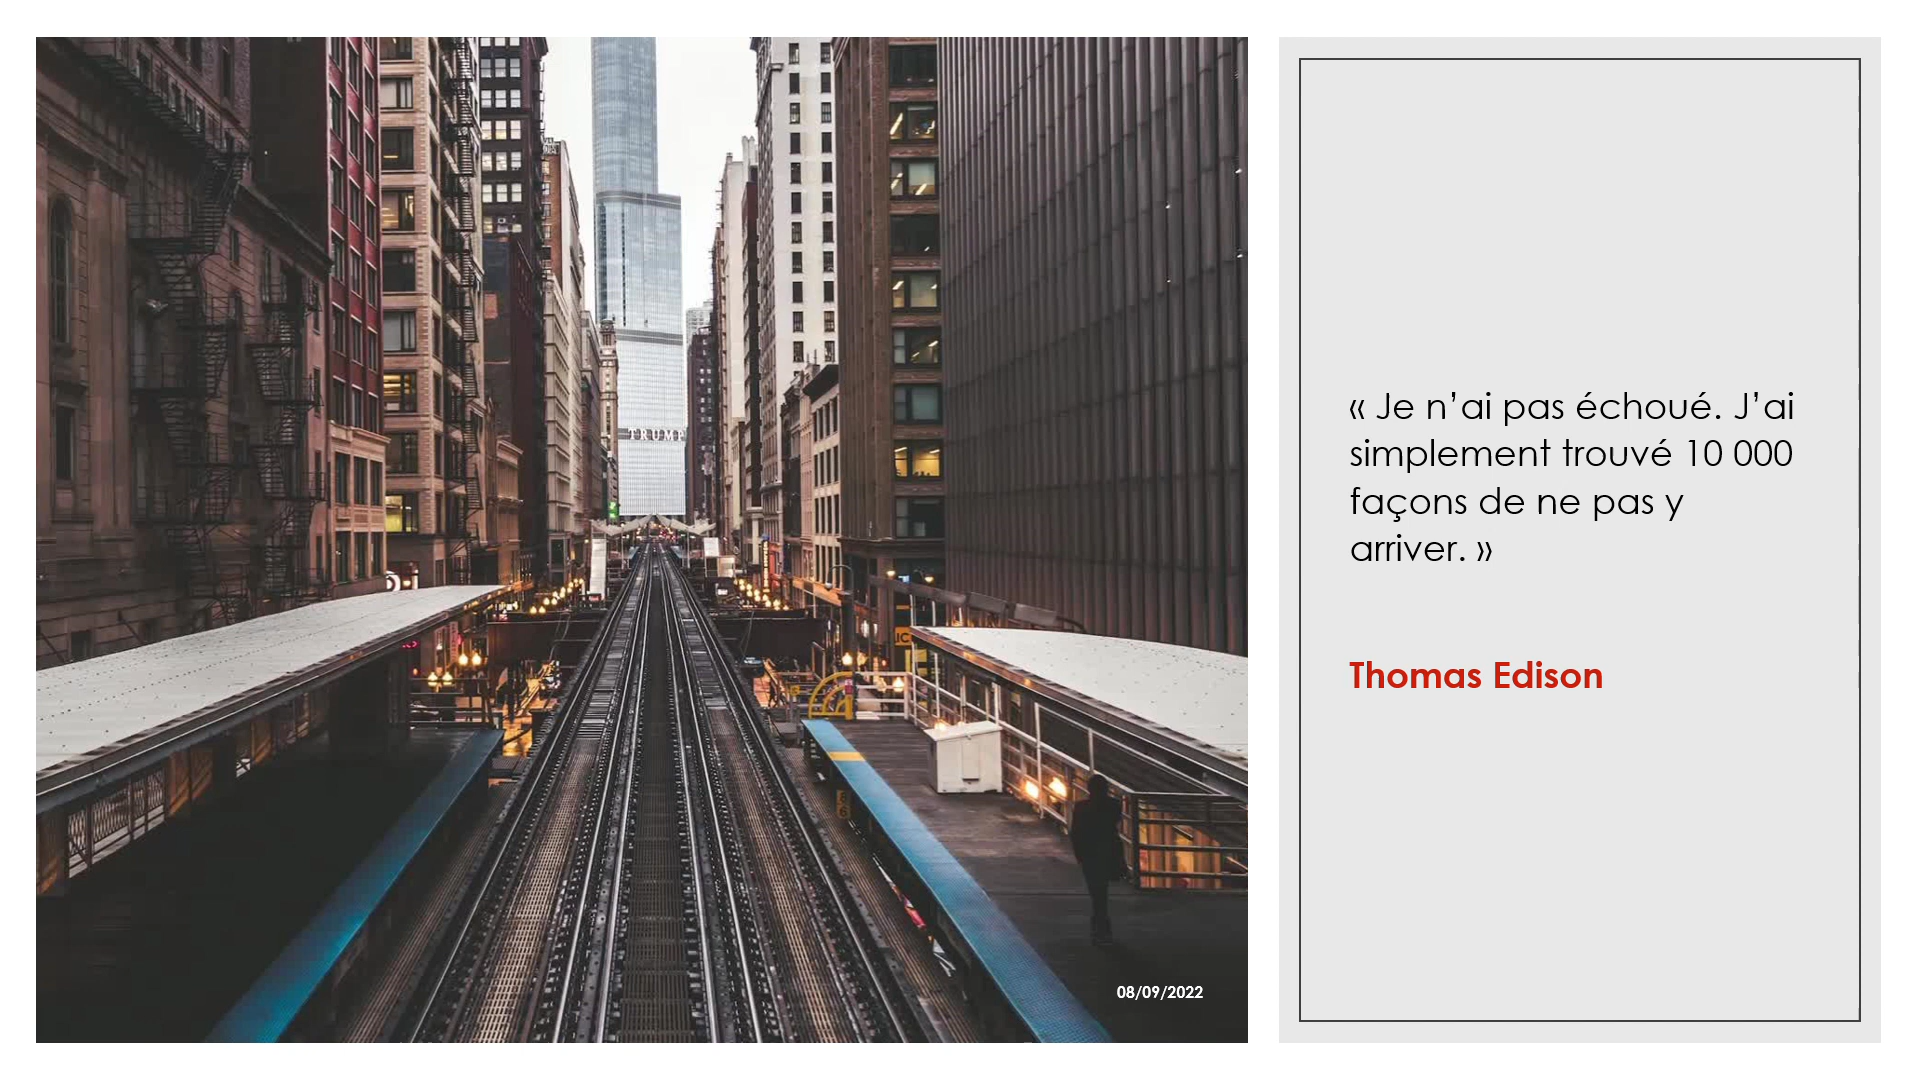 TRUMP
08/09/2022
« Je n’ai pas échoué. J’ai
simplement trouvé 10 000
façons de ne pas y
arriver. »
Thomas Edison